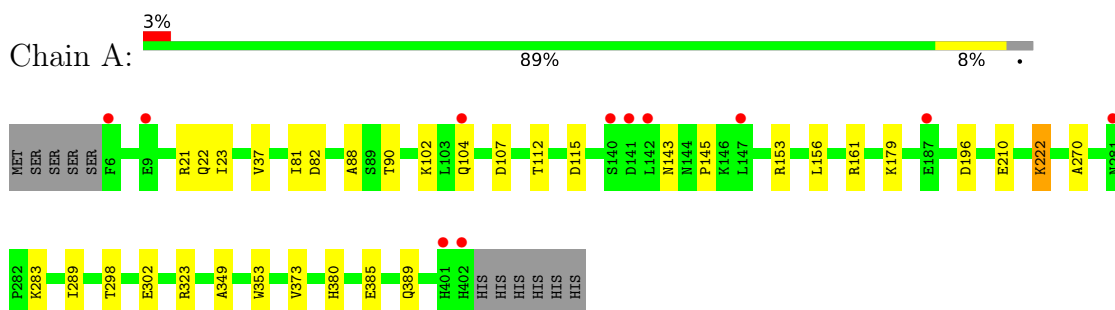 3%
Chain A:
89% 8% •
MET SER SER SER SER F6 E9 R21 Q22 I23 V37 I81 D82 A88 S89 T90 K102 L103 Q104 D107 T112 D115 S140 D141 L142 N143 N144 P145 K146 L147 R153 L156 R161 K179 E187 D196 E210 K222 A270 N281
P282 K283 I289 T298 E302 R323 A349 W353 V373 H380 E385 Q389 H401 H402 HIS HIS HIS HIS HIS HIS